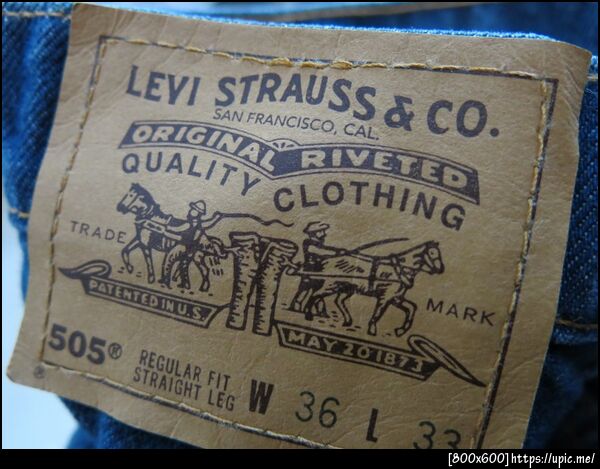 LEVI STRAUSS & CO.
SAN FRANCISCO, CAL.
ORIGINAL RIVETED
QUALITY CLOTHING
TRADE MARK
PATENTED IN U.S. MAY 20 1873
505®
REGULAR FIT
STRAIGHT LEG
W 36 L 33
®
[800x600]https://upic.me/